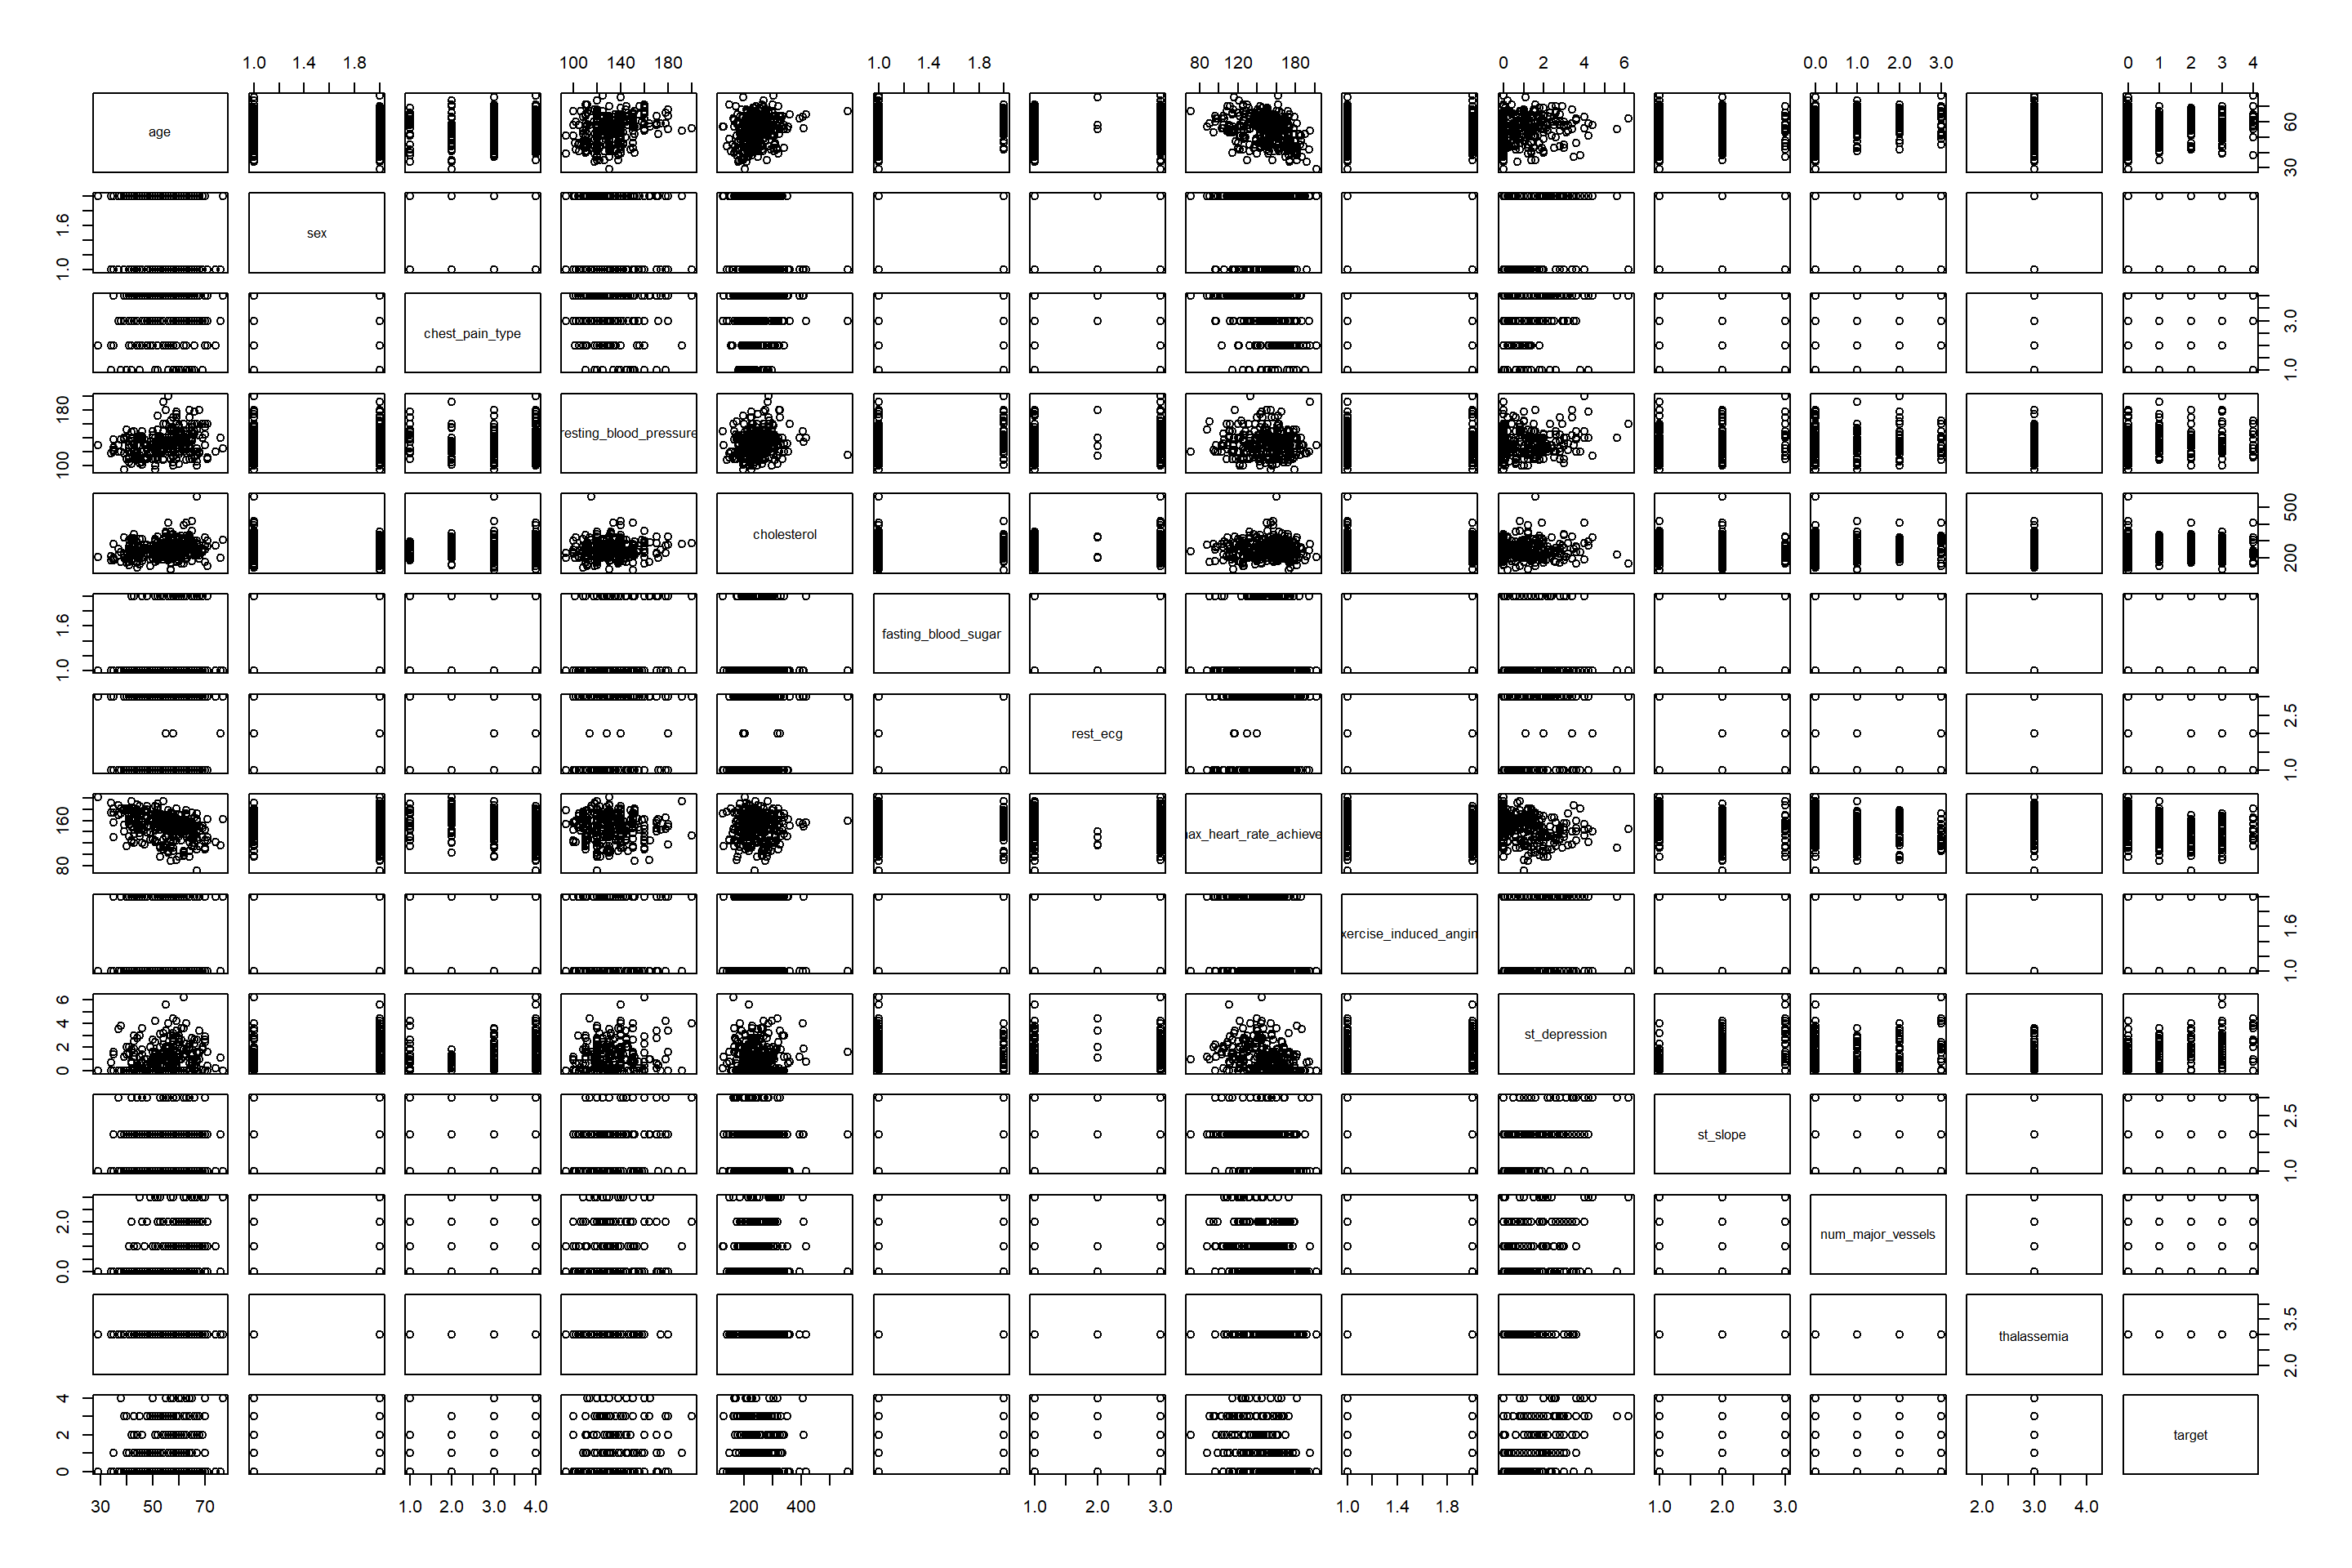 1.0 1.4 1.8 100 140 180 1.0 1.4 1.8 80 120 180 0 2 4 6 0.0 1.0 2.0 3.0 0 1 2 3 4
age 30 60
1.0 1.6 sex
chest_pain_type 1.0 3.0
100 180 resting_blood_pressure
cholesterol 200 500
1.0 1.6 fasting_blood_sugar
rest_ecg 1.0 2.5
80 160 ax_heart_rate_achieve
xercise_induced_angin 1.0 1.6
0 2 4 6 st_depression
st_slope 1.0 2.5
0.0 2.0 num_major_vessels
thalassemia 2.0 3.5
0 2 4 target
30 50 70 1.0 2.0 3.0 4.0 200 400 1.0 2.0 3.0 1.0 1.4 1.8 1.0 2.0 3.0 2.0 3.0 4.0